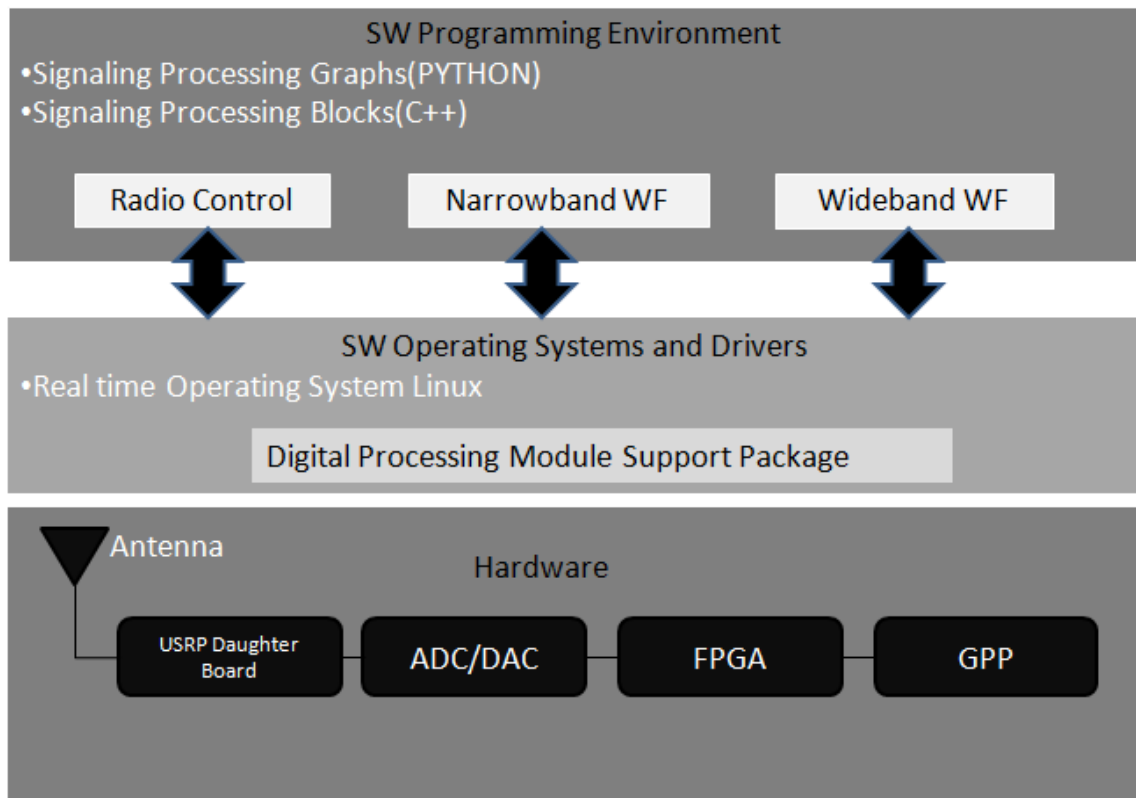 SW Programming Environment
•Signaling Processing Graphs(PYTHON)
•Signaling Processing Blocks(C++)
Radio Control
Narrowband WF
Wideband WF
SW Operating Systems and Drivers
•Real time Operating System Linux
Digital Processing Module Support Package
Antenna
Hardware
USRP Daughter
Board
ADC/DAC
FPGA
GPP